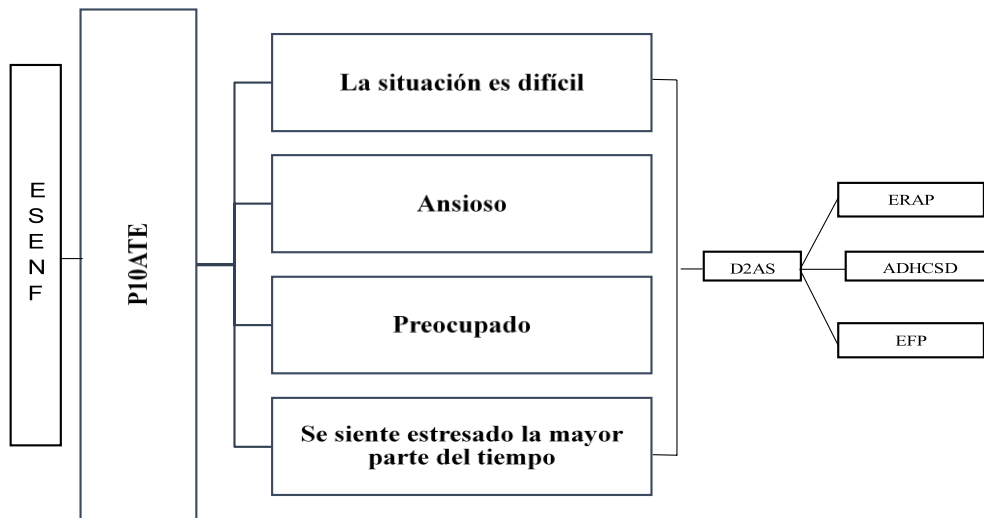 ESENF
P10ATE
La situación es difícil
Ansioso
Preocupado
Se siente estresado la mayor
parte del tiempo
D2AS
ERAP
ADHCSD
EFP